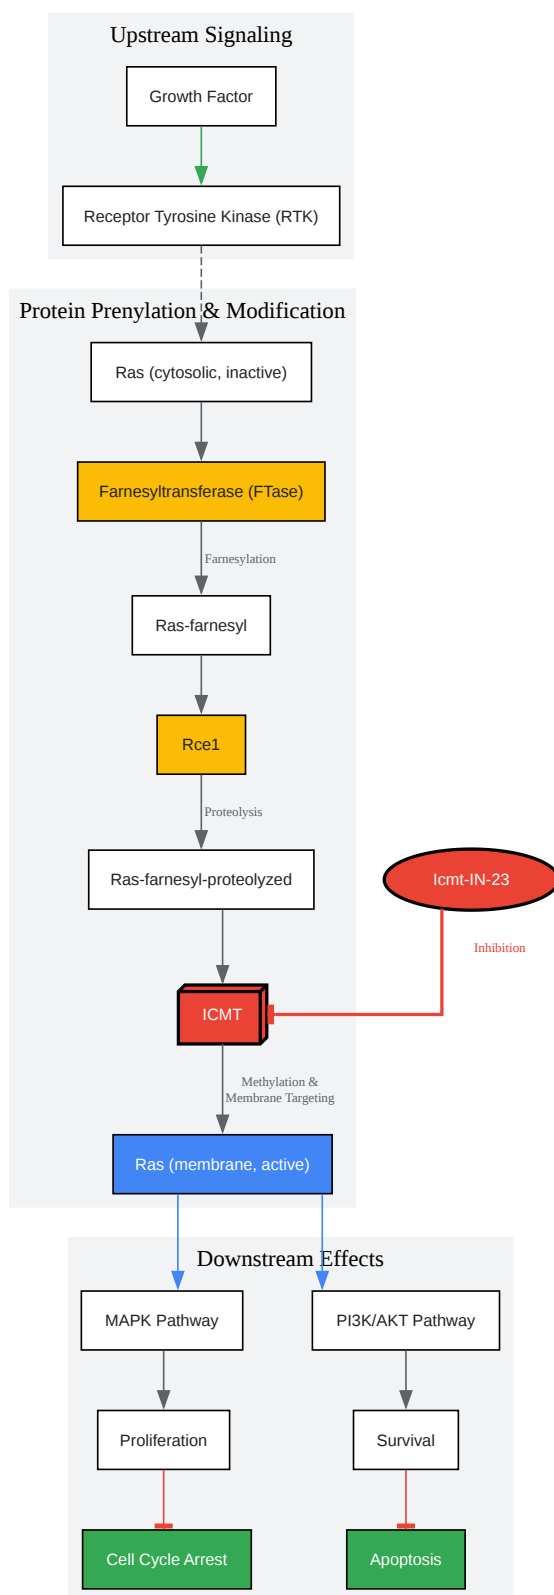 Upstream Signaling
Growth Factor
Receptor Tyrosine Kinase (RTK)
Protein Prenylation & Modification
Ras (cytosolic, inactive)
Farnesyltransferase (FTase)
Farnesylation
Ras-farnesyl
Rce1
Proteolysis
Ras-farnesyl-proteolyzed
Icmt-IN-23
Inhibition
ICMT
Methylation &
Membrane Targeting
Ras (membrane, active)
Downstream Effects
MAPK Pathway
PI3K/AKT Pathway
Proliferation
Survival
Cell Cycle Arrest
Apoptosis